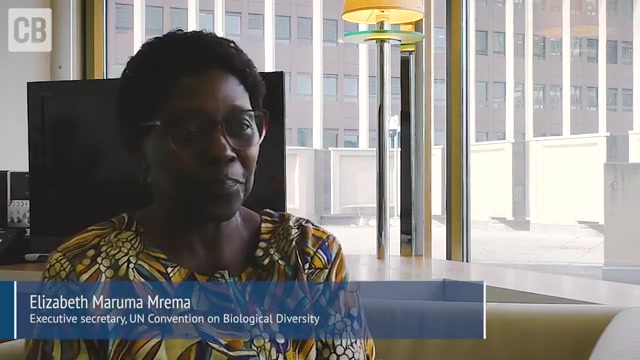 CB
Elizabeth Maruma Mrema
Executive secretary, UN Convention on Biological Diversity